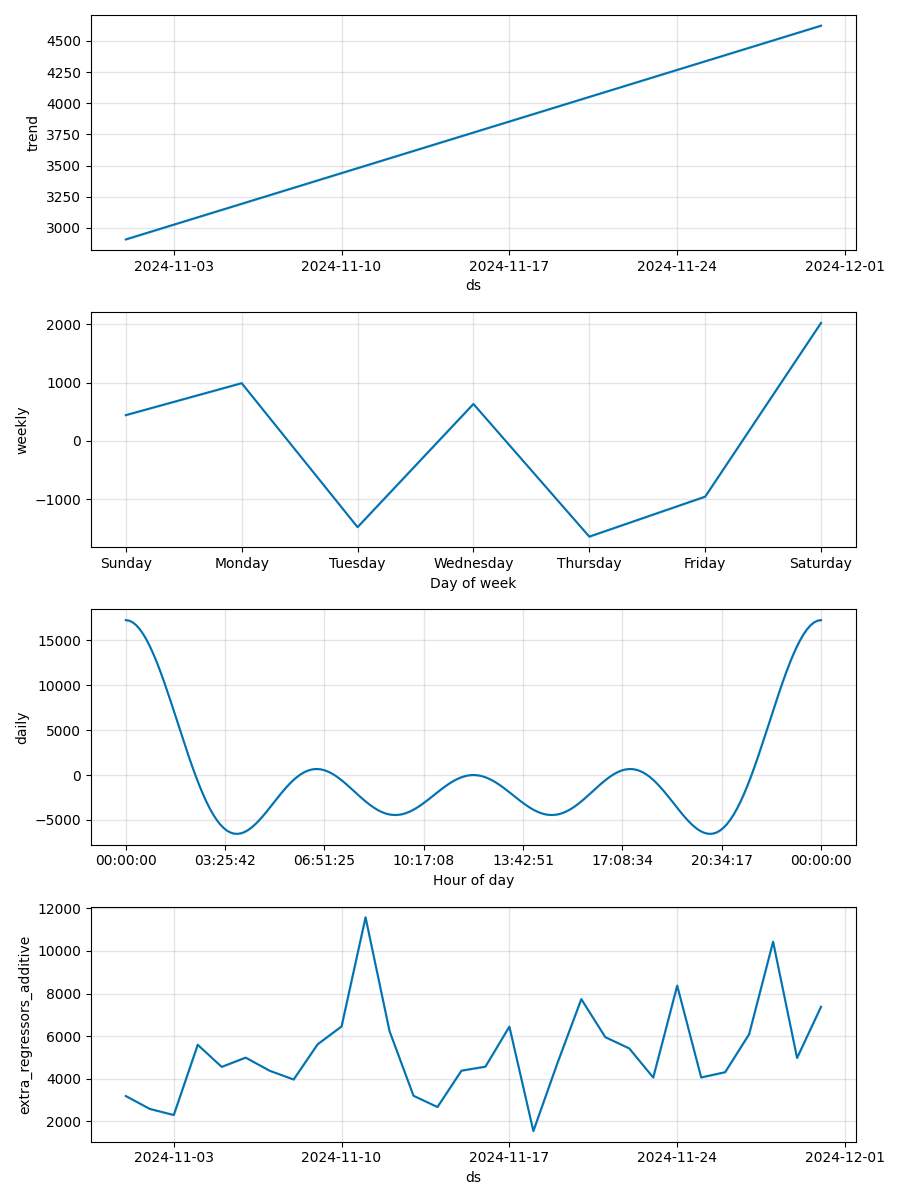 4500
4250
4000
3750
3500
3250
3000
trend
2024-11-03 2024-11-10 2024-11-17 2024-11-24 2024-12-01
ds
2000
1000
0
−1000
weekly
Sunday Monday Tuesday Wednesday Thursday Friday Saturday
Day of week
15000
10000
5000
0
−5000
daily
00:00:00 03:25:42 06:51:25 10:17:08 13:42:51 17:08:34 20:34:17 00:00:00
Hour of day
12000
10000
8000
6000
4000
2000
extra_regressors_additive
2024-11-03 2024-11-10 2024-11-17 2024-11-24 2024-12-01
ds